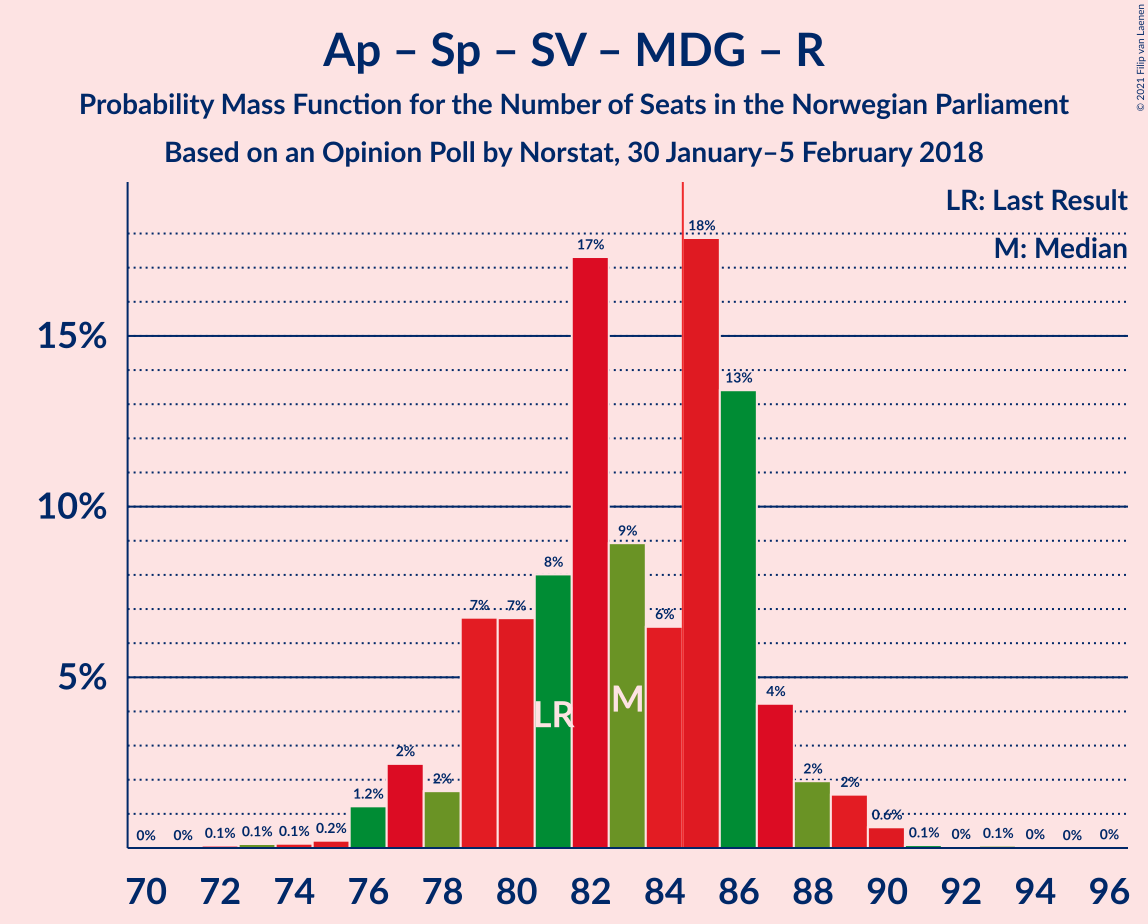 Ap – Sp – SV – MDG – R
Probability Mass Function for the Number of Seats in the Norwegian Parliament
Based on an Opinion Poll by Norstat, 30 January–5 February 2018
© 2021 Filip van Laenen
LR: Last Result
M: Median
15%
10%
5%
0% 0% 0.1% 0.1% 0.1% 0.2% 1.2% 2% 2% 7% 7% 8% 17% 9% 6% 18% 13% 4% 2% 2% 0.6% 0.1% 0% 0.1% 0% 0% 0%
LR M
70 72 74 76 78 80 82 84 86 88 90 92 94 96